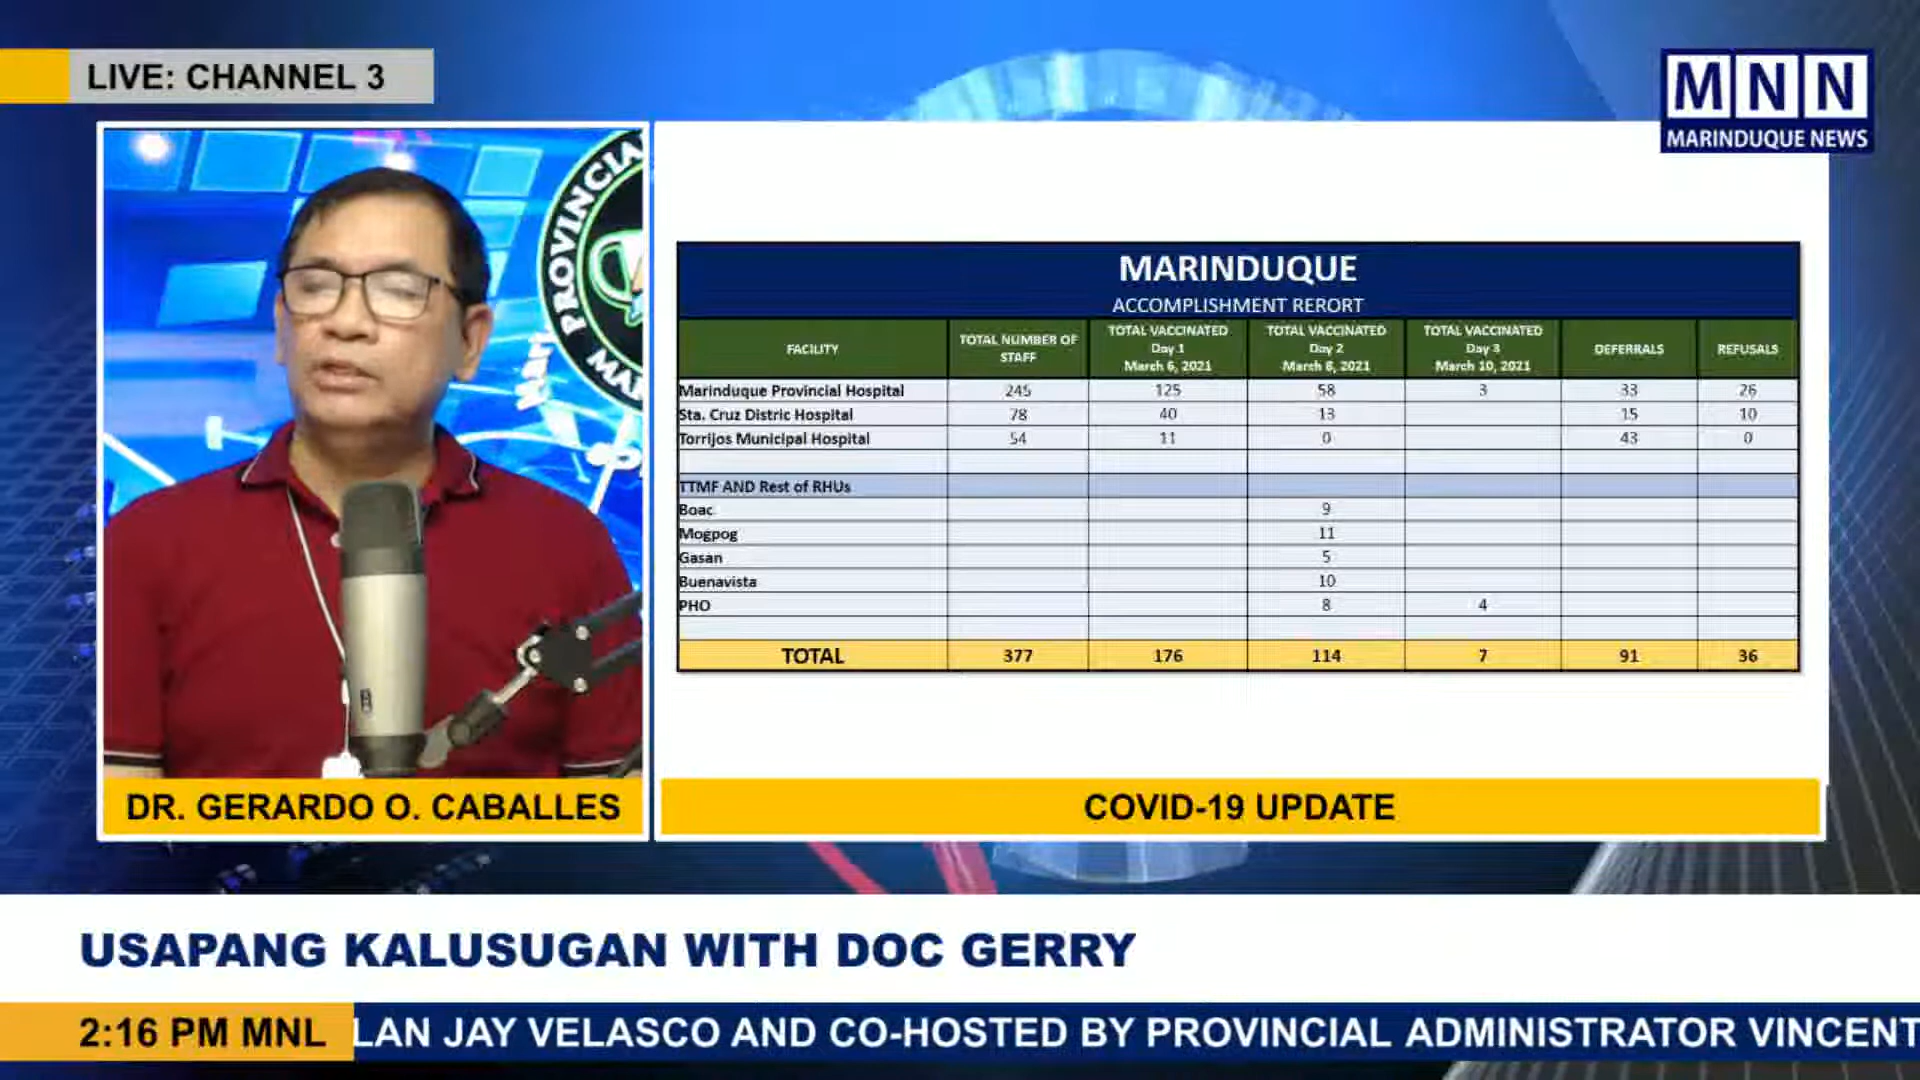 LIVE: CHANNEL 3
MNN
MARINDUQUE NEWS
PROVINCIA
MAR
MARINDUQUE
ACCOMPLISHMENT RERORT
FACILITY TOTAL NUMBER OF STAFF TOTAL VACCINATED Day 1 March 6, 2021 TOTAL VACCINATED Day 2 March 8, 2021 TOTAL VACCINATED Day 3 March 10, 2021 DEFERRALS REFUSALS
Marinduque Provincial Hospital 245 125 58 3 33 26
Sta. Cruz Distric Hospital 78 40 13 15 10
Torrijos Municipal Hospital 54 11 0 43 0
TTMF AND Rest of RHUs
Boac 9
Mogpog 11
Gasan 5
Buenavista 10
PHO 8 4
TOTAL 377 176 114 7 91 36
DR. GERARDO O. CABALLES
COVID-19 UPDATE
USAPANG KALUSUGAN WITH DOC GERRY
2:16 PM MNL LAN JAY VELASCO AND CO-HOSTED BY PROVINCIAL ADMINISTRATOR VINCENT